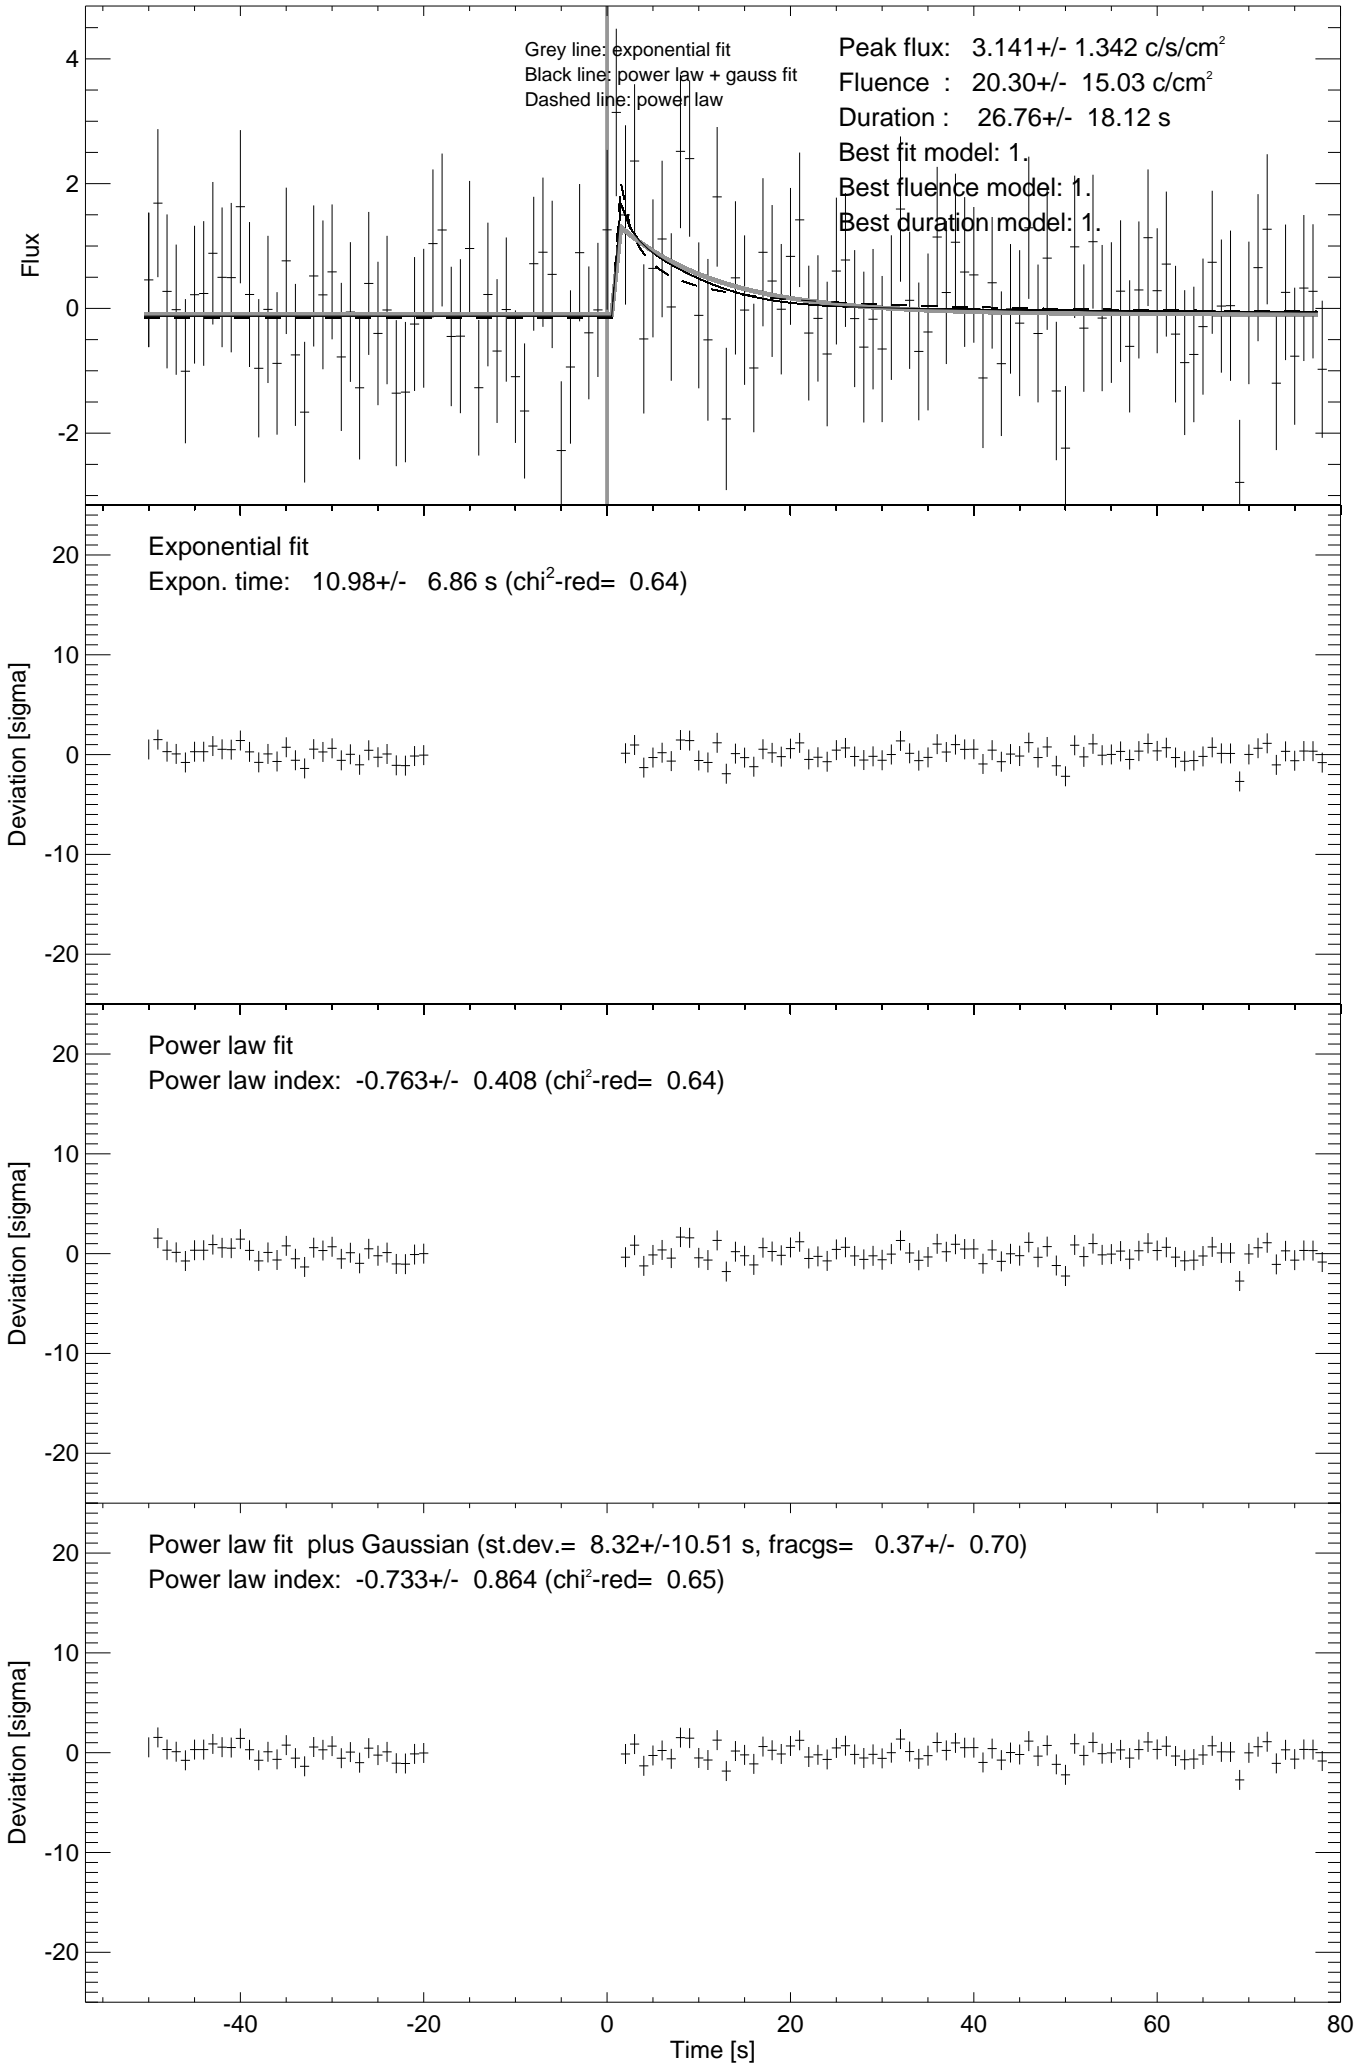 Grey line: exponential fit
Black line: power law + gauss fit
Dashed line: power law
Peak flux: 3.141+/- 1.342 c/s/cm²
Fluence : 20.30+/- 15.03 c/cm²
Duration : 26.76+/- 18.12 s
Best fit model: 1.
Best fluence model: 1.
Best duration model: 1.
4
2
0
-2
Flux
Exponential fit
Expon. time: 10.98+/- 6.86 s (chi²-red= 0.64)
20
10
0
-10
-20
Deviation [sigma]
Power law fit
Power law index: -0.763+/- 0.408 (chi²-red= 0.64)
20
10
0
-10
-20
Deviation [sigma]
Power law fit plus Gaussian (st.dev.= 8.32+/-10.51 s, fracgs= 0.37+/- 0.70)
Power law index: -0.733+/- 0.864 (chi²-red= 0.65)
20
10
0
-10
-20
Deviation [sigma]
-40 -20 0 20 40 60 80
Time [s]